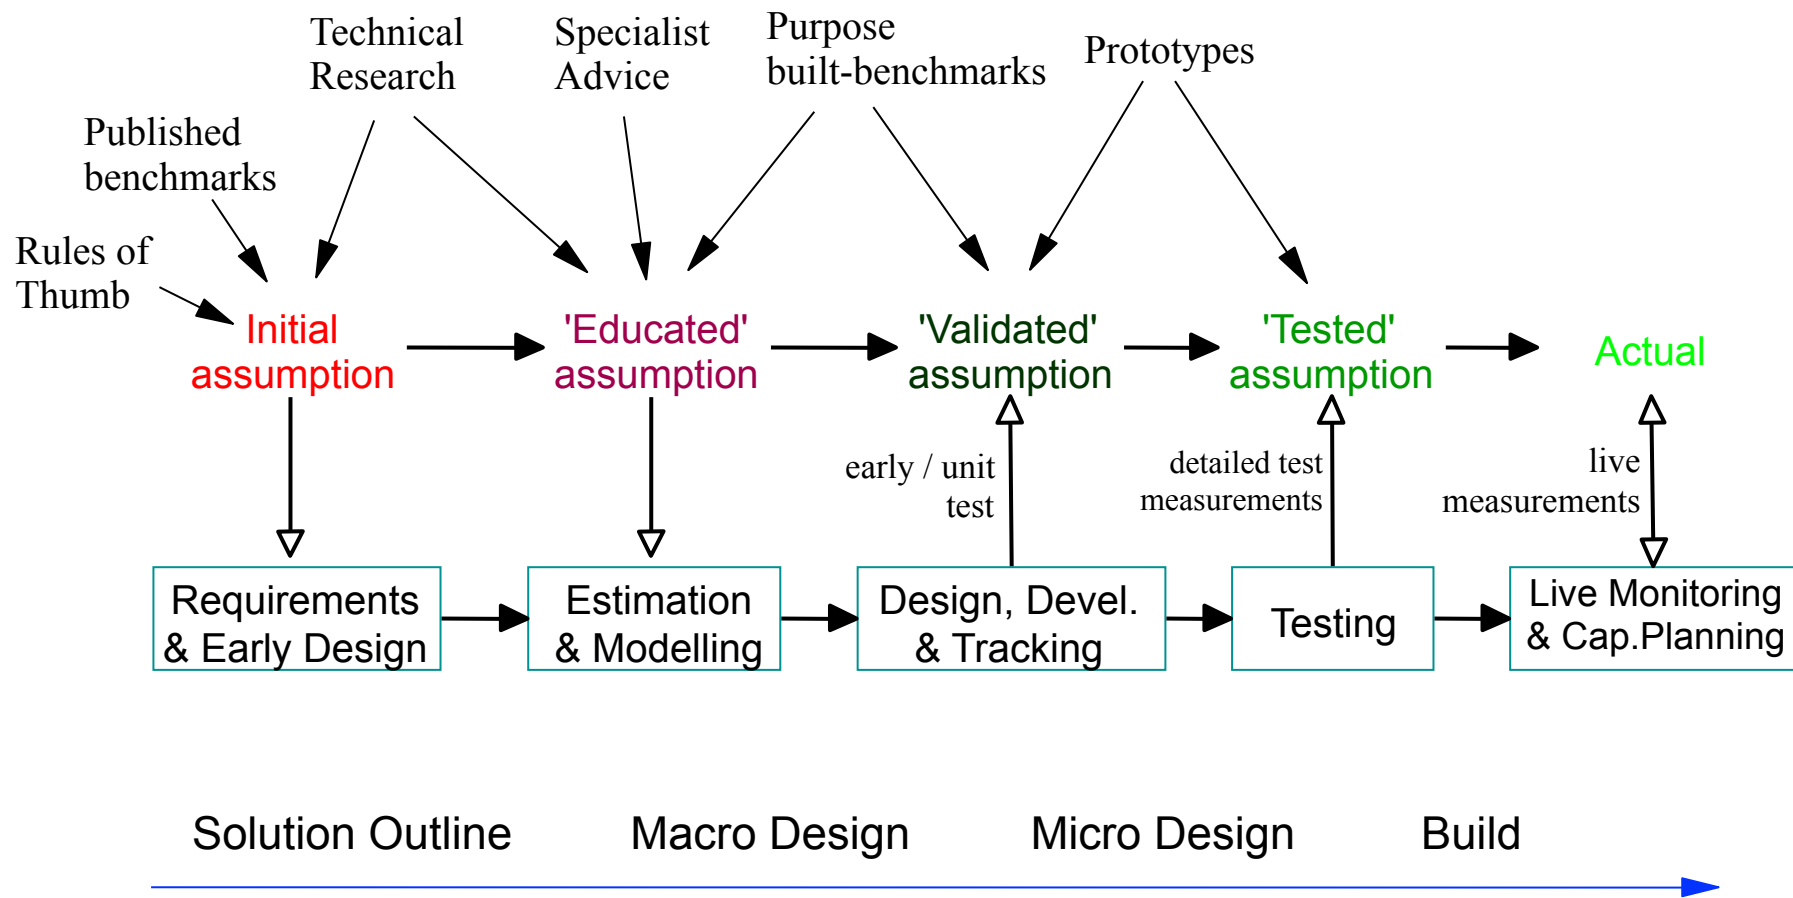 Technical
Research
Specialist
Advice
Purpose
built-benchmarks
Prototypes
Published
benchmarks
Rules of
Thumb
Initial
assumption
'Educated'
assumption
'Validated'
assumption
'Tested'
assumption
Actual
early / unit
test
detailed test
measurements
live
measurements
Requirements
& Early Design
Estimation
& Modelling
Design, Devel.
& Tracking
Testing
Live Monitoring
& Cap.Planning
Solution Outline
Macro Design
Micro Design
Build